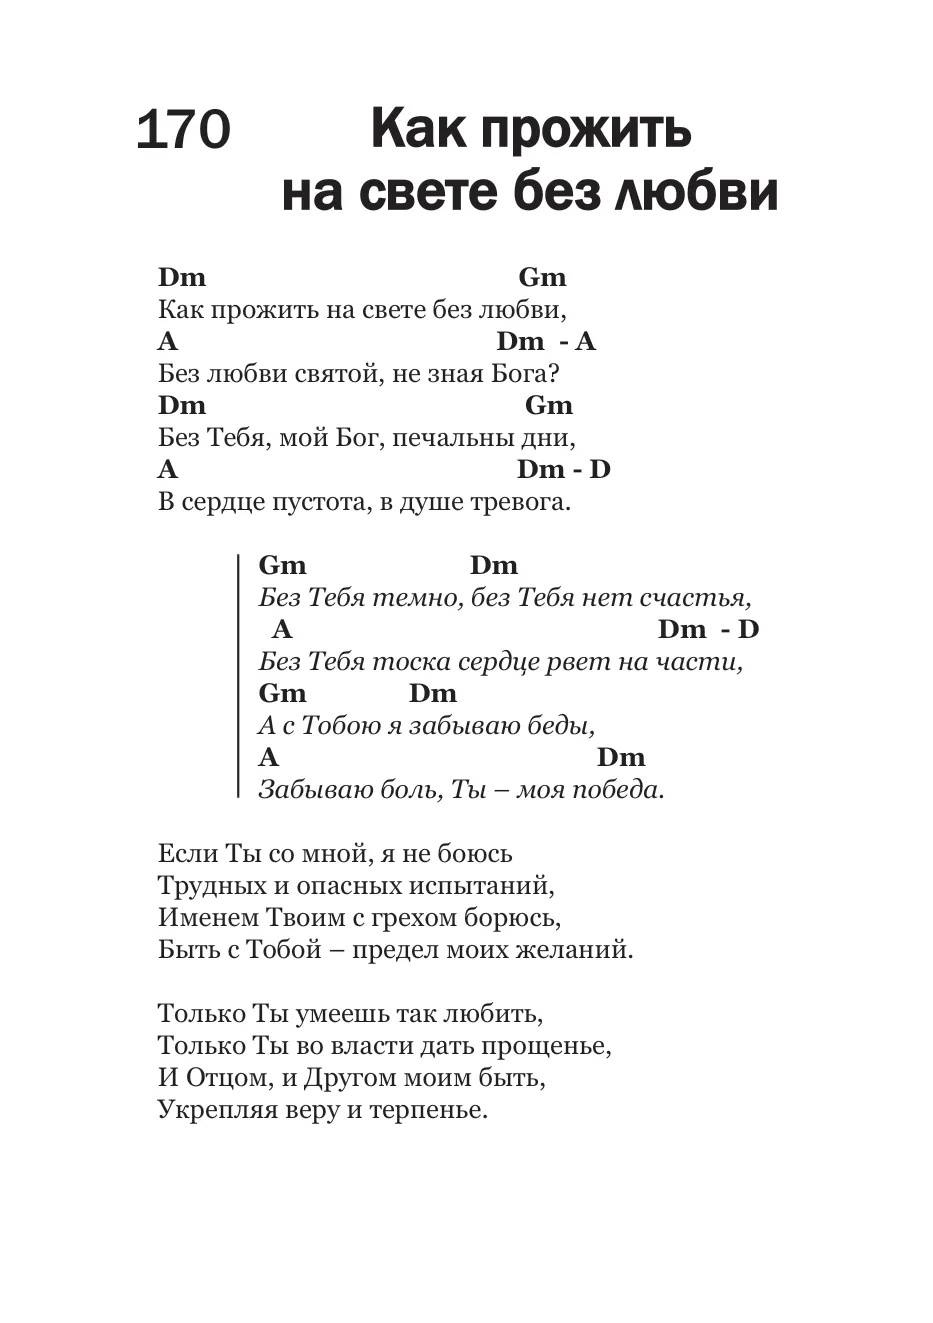 170 Как прожить
на свете без любви
Dm Gm
Как прожить на свете без любви,
A Dm - A
Без любви святой, не зная Бога?
Dm Gm
Без Тебя, мой Бог, печальны дни,
A Dm - D
В сердце пустота, в душе тревога.
Gm Dm
Без Тебя темно, без Тебя нет счастья,
A Dm - D
Без Тебя тоска сердце рвет на части,
Gm Dm
А с Тобою я забываю беды,
A Dm
Забываю боль, Ты – моя победа.
Если Ты со мной, я не боюсь
Трудных и опасных испытаний,
Именем Твоим с грехом борюсь,
Быть с Тобой – предел моих желаний.
Только Ты умеешь так любить,
Только Ты во власти дать прощенье,
И Отцом, и Другом моим быть,
Укрепляя веру и терпенье.